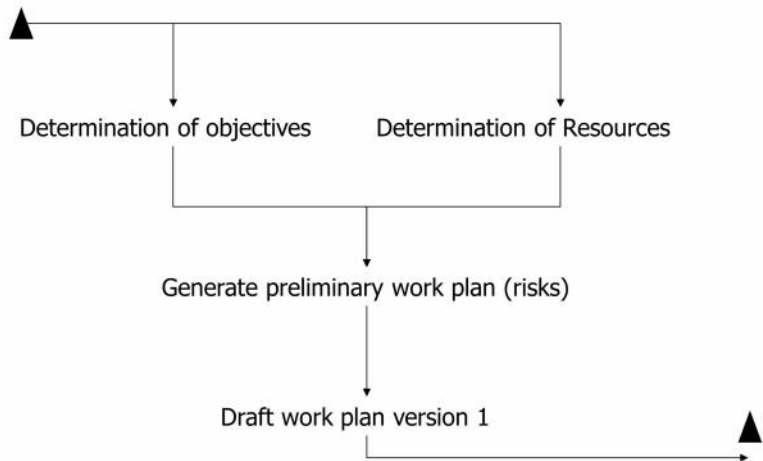 Determination of objectives
Determination of Resources
Generate preliminary work plan (risks)
Draft work plan version 1